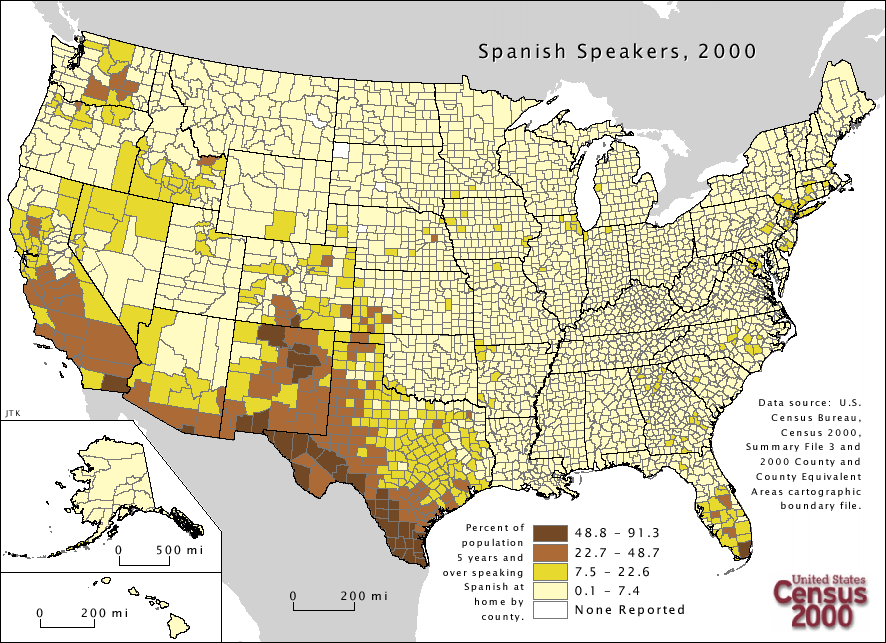 Spanish Speakers, 2000
Data source: U.S.
Census Bureau,
Census 2000,
Summary File 3 and
2000 County and
County Equivalent
Areas cartographic
boundary file.
JTK
0 500 mi
0 200 mi
0 200 mi
Percent of
population
5 years and
over speaking
Spanish at
home by
county.
48.8 – 91.3
22.7 – 48.7
7.5 – 22.6
0.1 – 7.4
None Reported
United States
Census
2000